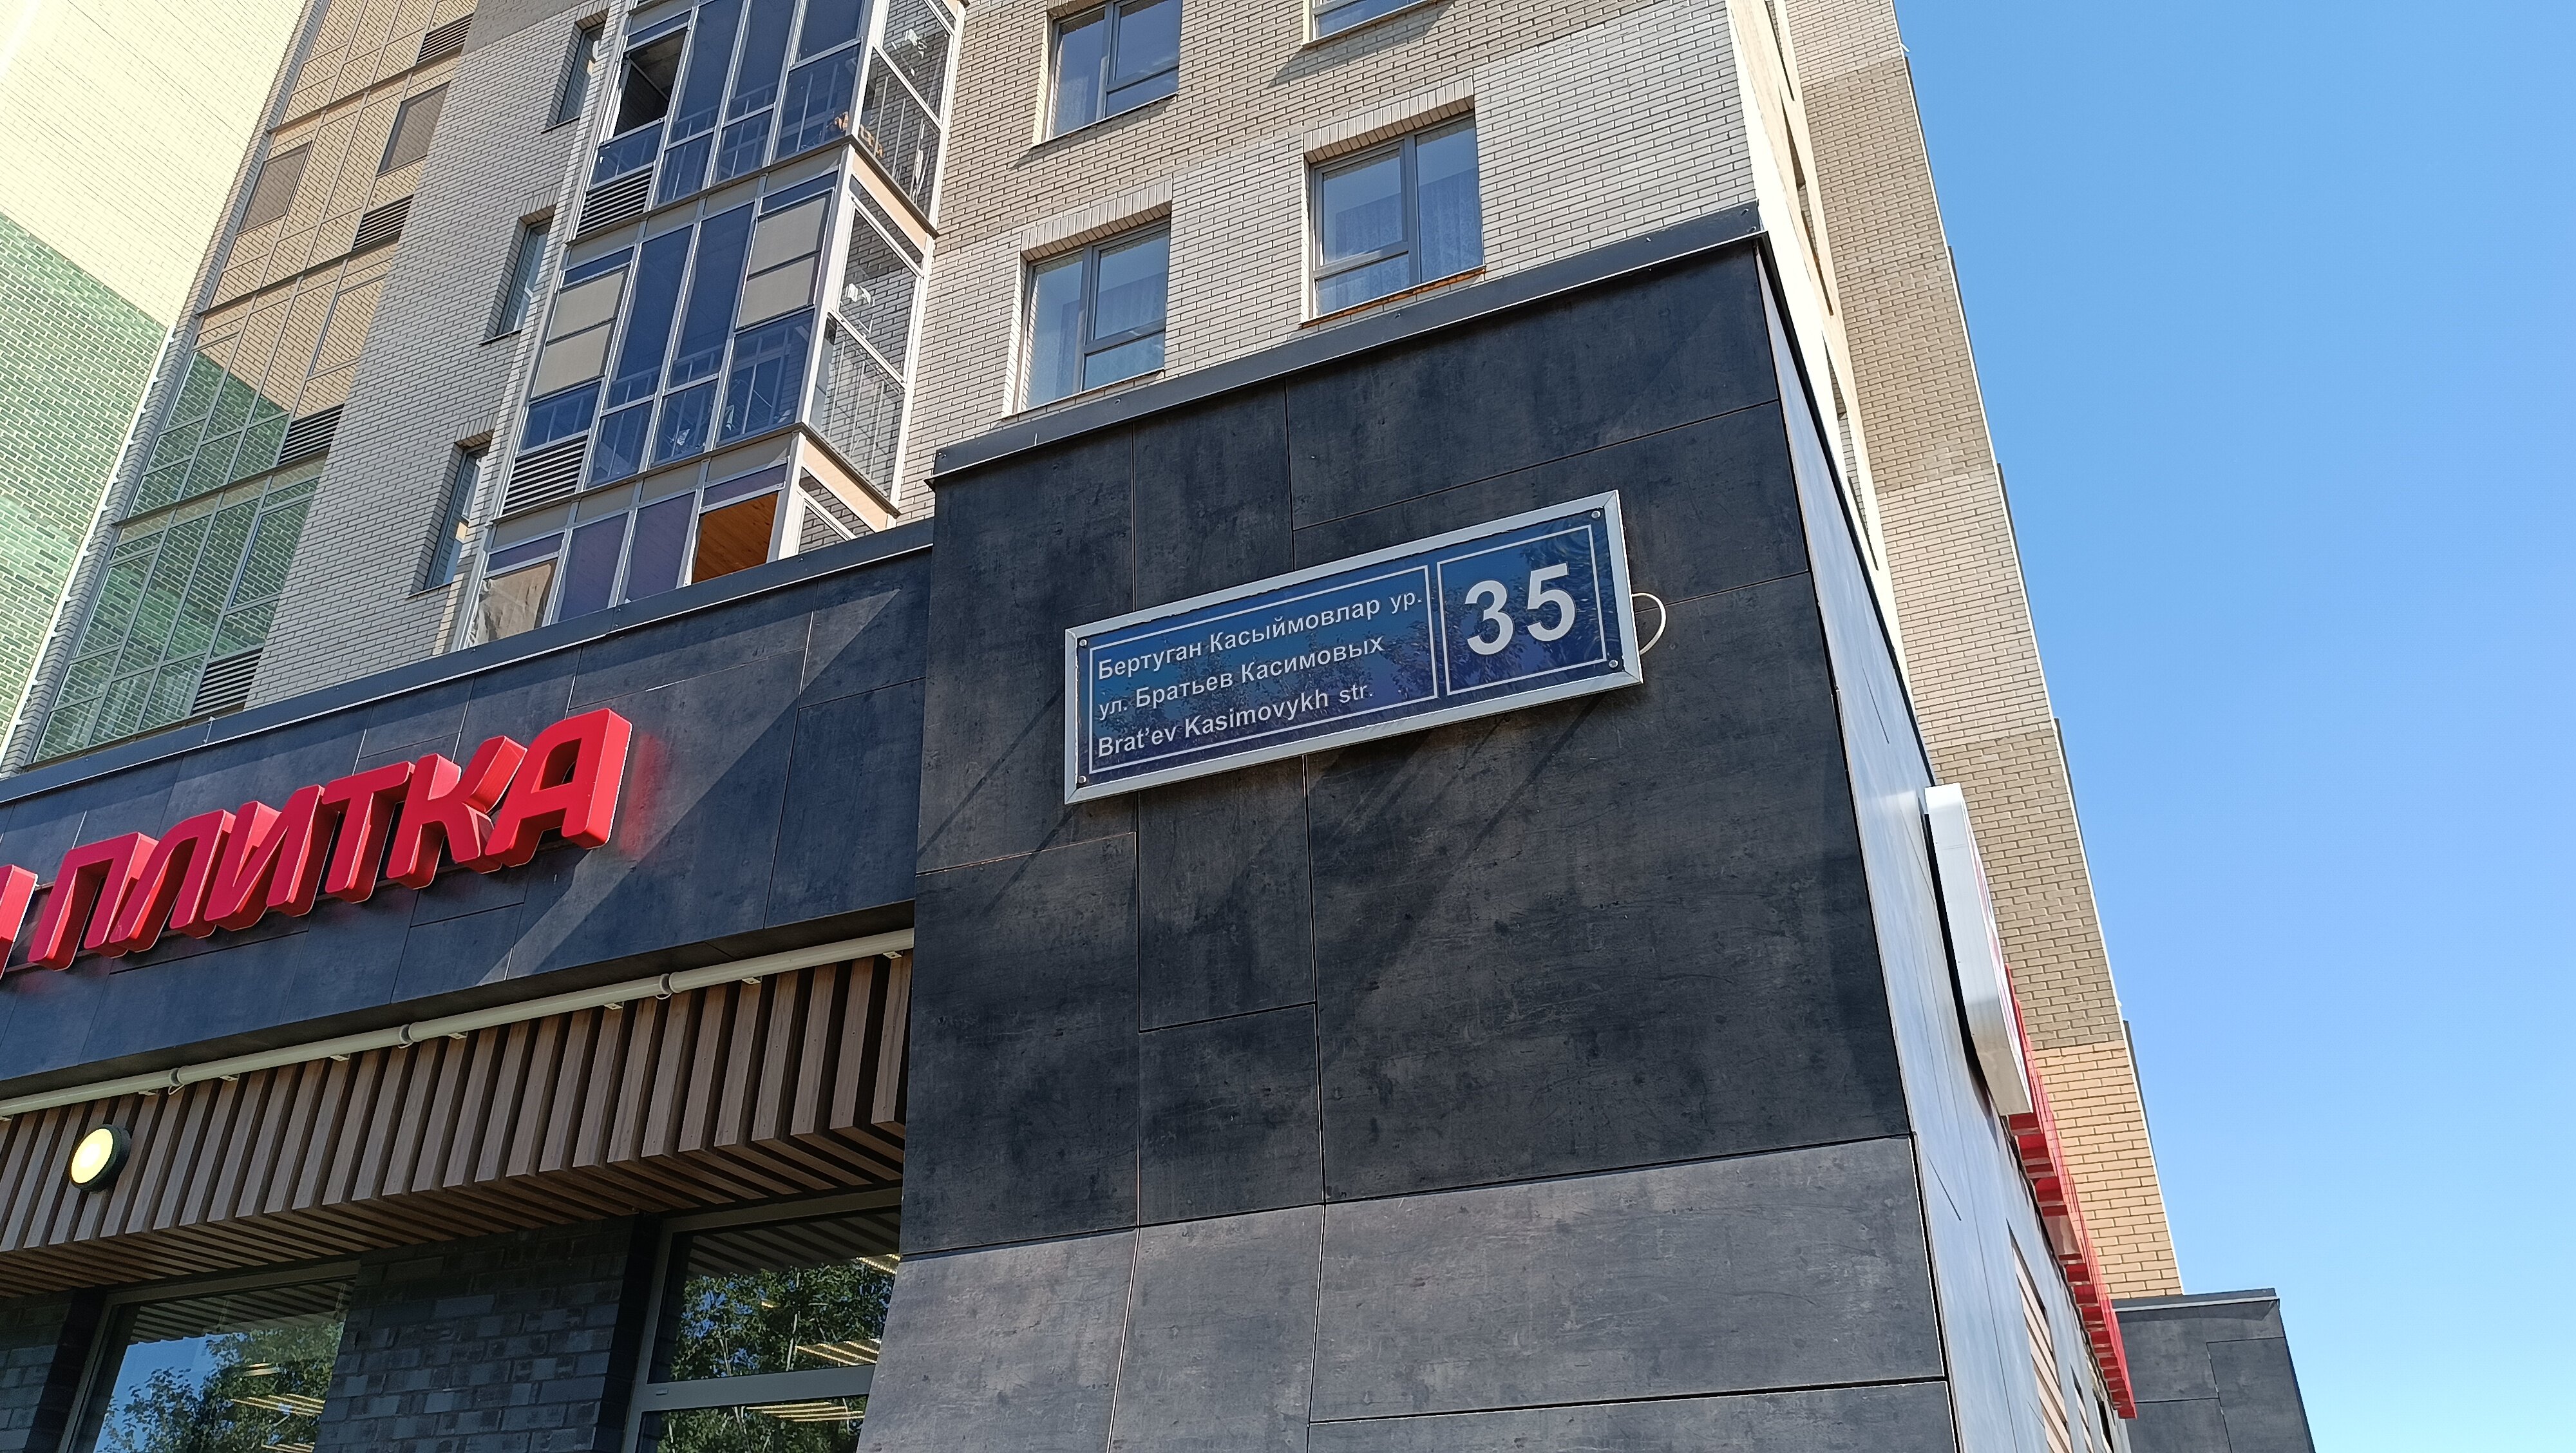 Бертуган Касыймовлар ур.
ул. Братьев Касимовых
Brat'ev Kasimovykh str.
35
ПЛИТКА